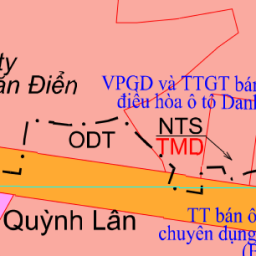 ty
ăn Điển
VPGD và TTGT bán
điều hòa ô tô Danh
ODT
NTS
TMD
Quỳnh Lân
TT bán ô
chuyên dụng